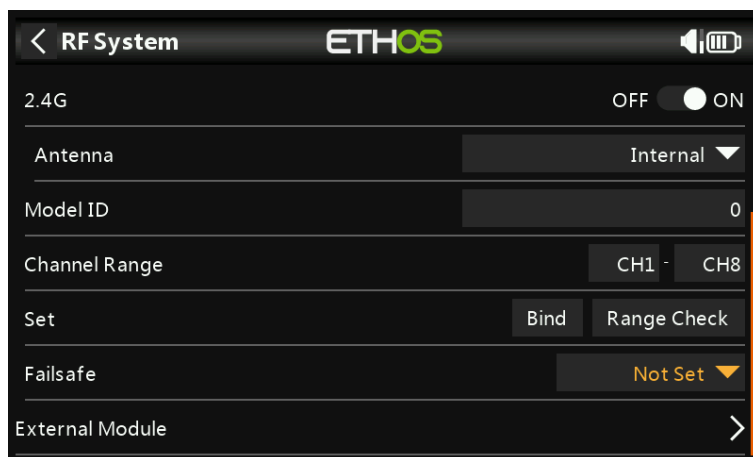 RF System ETHOS
2.4G OFF ON
Antenna Internal
Model ID 0
Channel Range CH1 - CH8
Set Bind Range Check
Failsafe Not Set
External Module